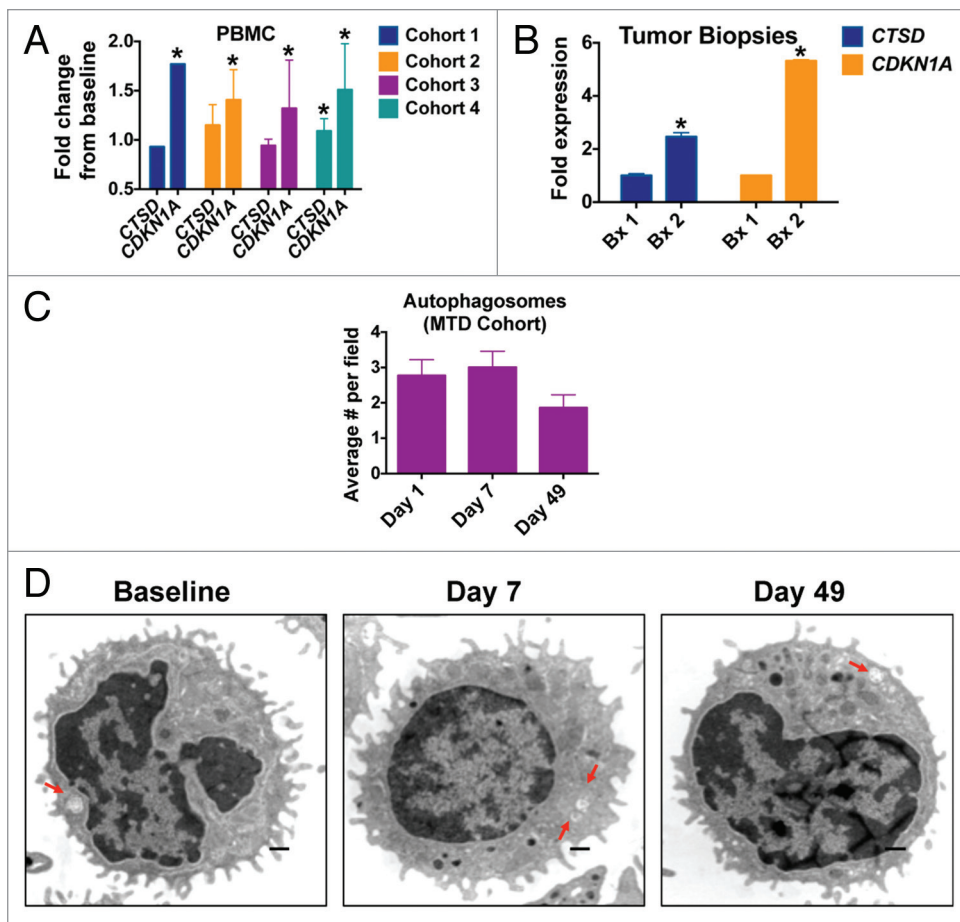 A
PBMC
Fold change
from baseline
2.0
1.5
1.0
0.5
*
*
*
*
*
CTSD
CDKN1A
CTSD
CDKN1A
CTSD
CDKN1A
CTSD
CDKN1A
Cohort 1
Cohort 2
Cohort 3
Cohort 4
B
Tumor Biopsies
Fold expression
6
4
2
0
*
*
Bx 1
Bx 2
Bx 1
Bx 2
CTSD
CDKN1A
C
Autophagosomes
(MTD Cohort)
Average # per field
4
3
2
1
0
Day 1
Day 7
Day 49
D
Baseline
Day 7
Day 49